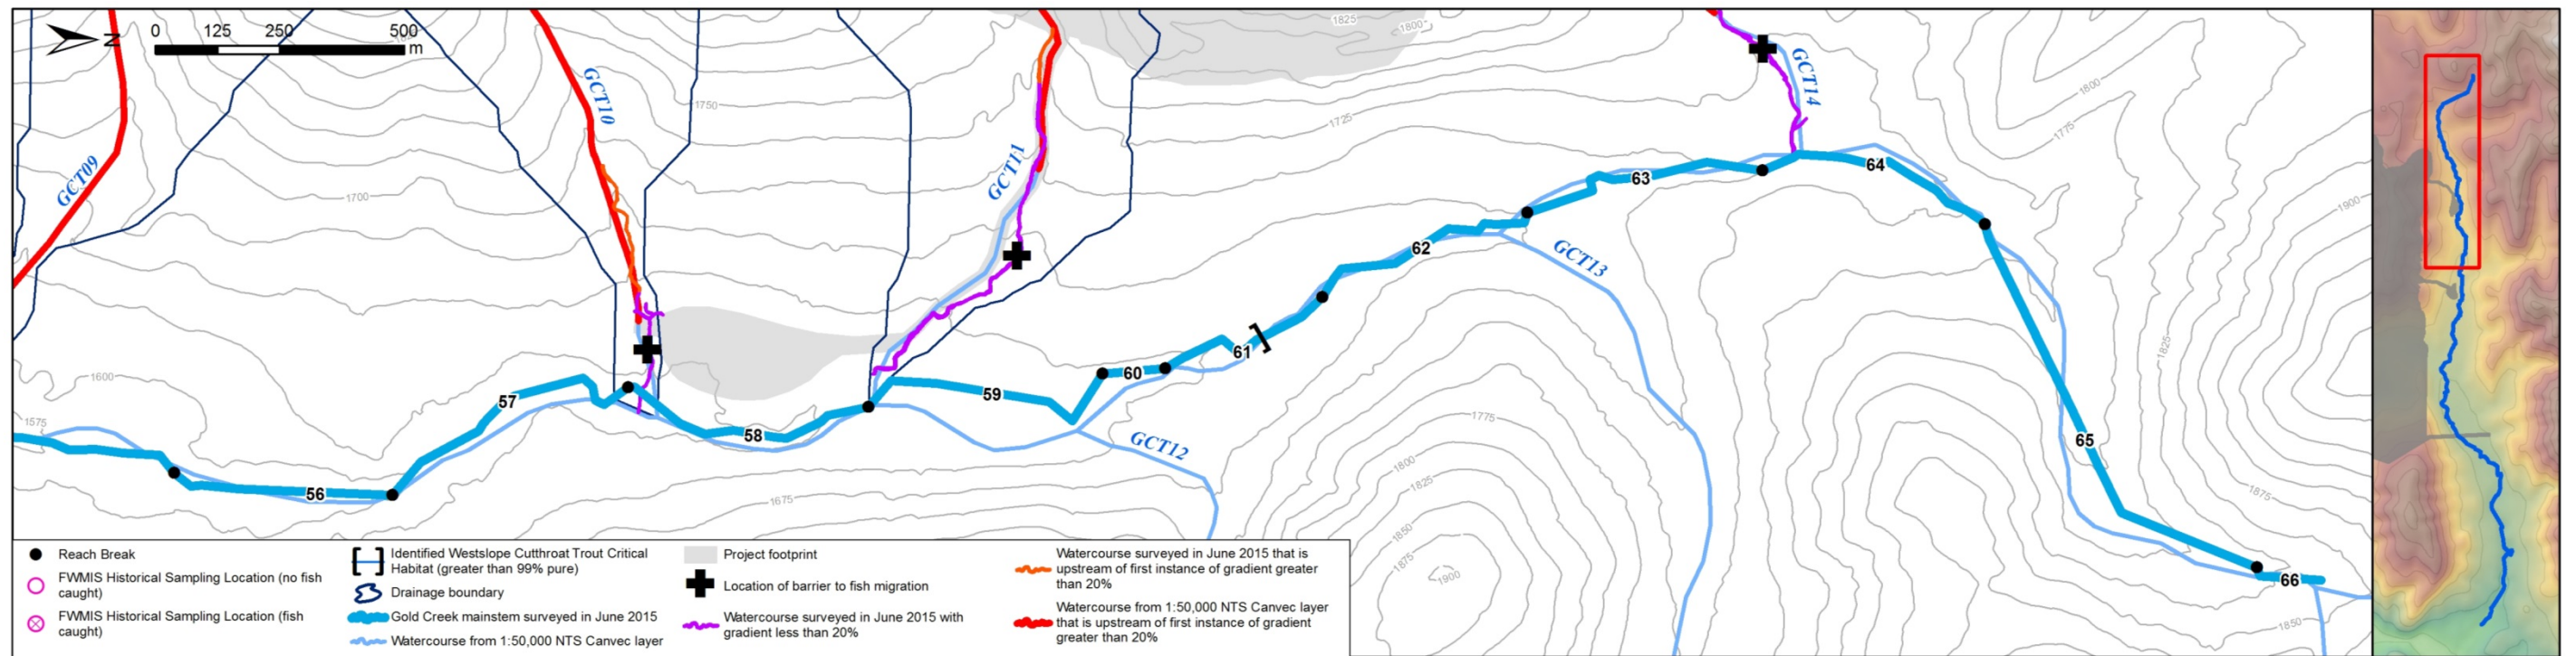 N
0 125 250 500
m
1825
1800
GCT09
GCT10
GCT11
GCT14
1750
1725
1800
1775
1700
1900
64
63
62
GCT13
61
60
59
57
1600
1575
58
GCT12
56
65
66
1825
1775
1800
1825
1850
1875
1900
1675
1875
1850
Reach Break
FWMIS Historical Sampling Location (no fish
caught)
FWMIS Historical Sampling Location (fish
caught)
Identified Westslope Cutthroat Trout Critical
Habitat (greater than 99% pure)
Drainage boundary
Gold Creek mainstem surveyed in June 2015
Watercourse from 1:50,000 NTS Canvec layer
Project footprint
Location of barrier to fish migration
Watercourse surveyed in June 2015 with
gradient less than 20%
Watercourse surveyed in June 2015 that is
upstream of first instance of gradient greater
than 20%
Watercourse from 1:50,000 NTS Canvec layer
that is upstream of first instance of gradient
greater than 20%